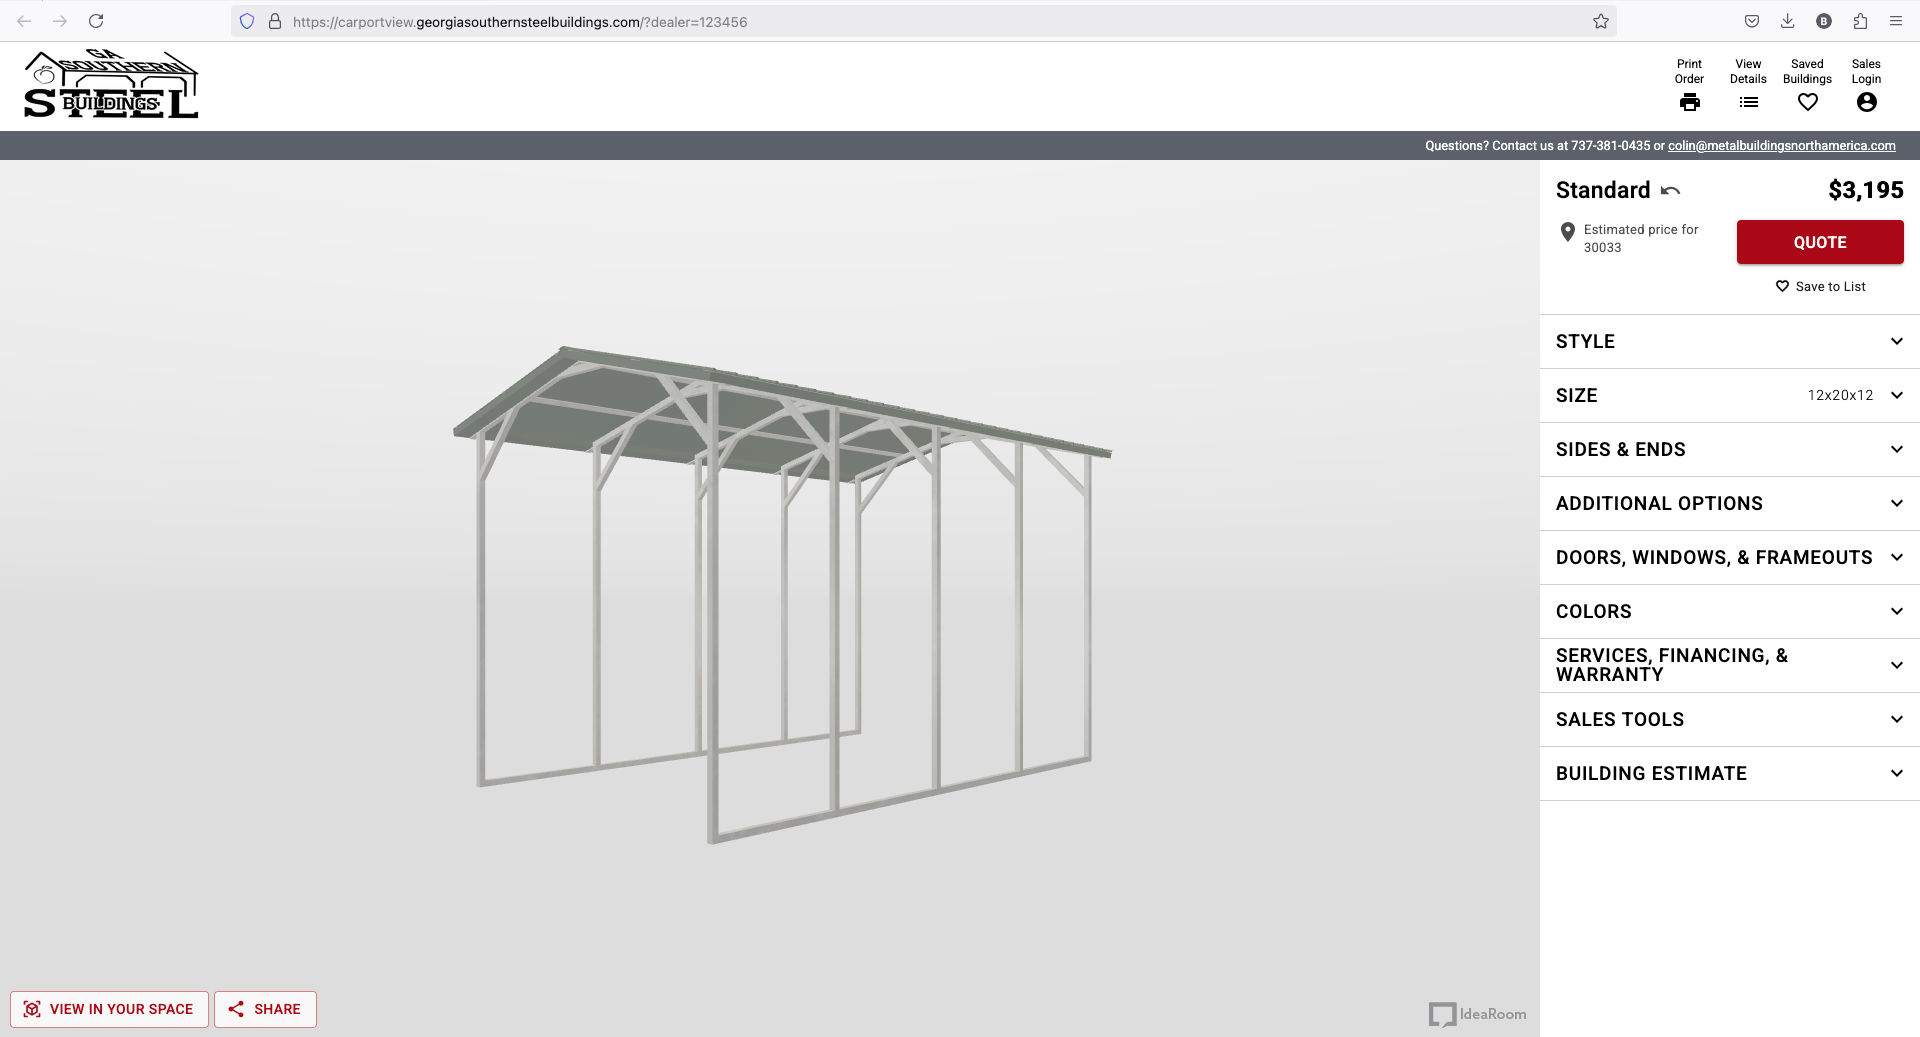 https://carportview.georgiasouthernsteelbuildings.com/?dealer=123456
B
GA
SOUTHERN
STEEL
BUILDINGS
Print Order
View Details
Saved Buildings
Sales Login
Questions? Contact us at 737-381-0435 or colin@metalbuildingsnorthamerica.com
Standard
$3,195
Estimated price for
30033
QUOTE
Save to List
STYLE
SIZE 12x20x12
SIDES & ENDS
ADDITIONAL OPTIONS
DOORS, WINDOWS, & FRAMEOUTS
COLORS
SERVICES, FINANCING, &
WARRANTY
SALES TOOLS
BUILDING ESTIMATE
VIEW IN YOUR SPACE
SHARE
IdeaRoom